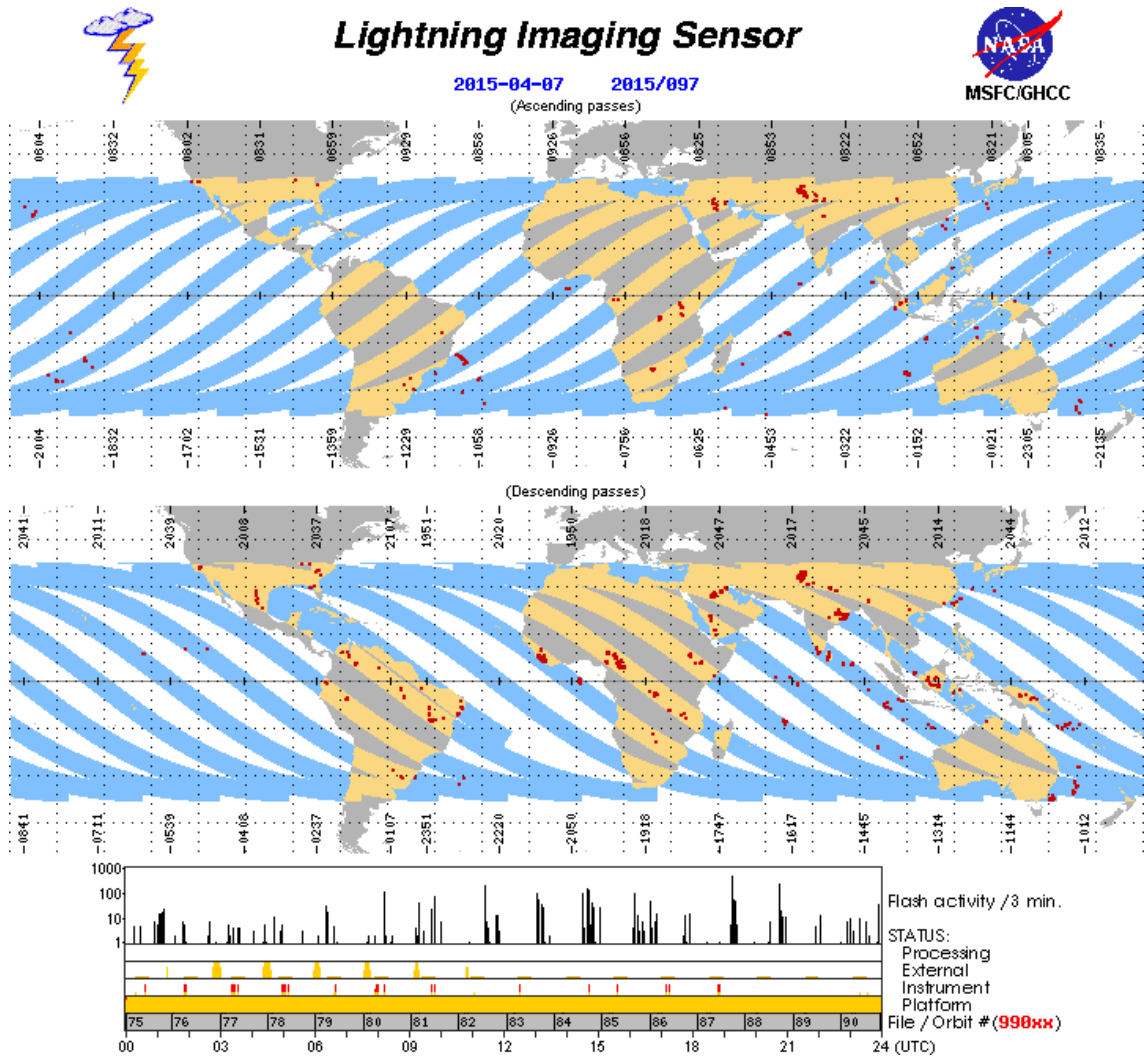 Lightning Imaging Sensor
NASA
MSFC/GHCC
2015-04-07 2015/097
(Ascending passes)
0804 0832 0802 0831 0859 0929 0858 0926 0656 0825 0853 0822 0652 0821 0805 0835
-2004 -1832 -1702 -1531 -1359 -1229 -1058 -0926 -0756 -0625 -0453 -0322 -0152 -0021 -2305 -2135
(Descending passes)
2041 2011 2039 2008 2037 2107 1951 2020 1950 2018 2047 2017 2045 2014 2044 2012
-0841 -0711 -0539 -0408 -0237 -0107 -2351 -2220 -2050 -1918 -1747 -1617 -1445 -1314 -1144 -1012
1000
100
10
1
Flash activity /3 min.
STATUS:
Processing
External
Instrument
Platform
75 76 77 78 79 80 81 82 83 84 85 86 87 88 89 90
File / Orbit #(990xx)
00 03 06 09 12 15 18 21 24 (UTC)